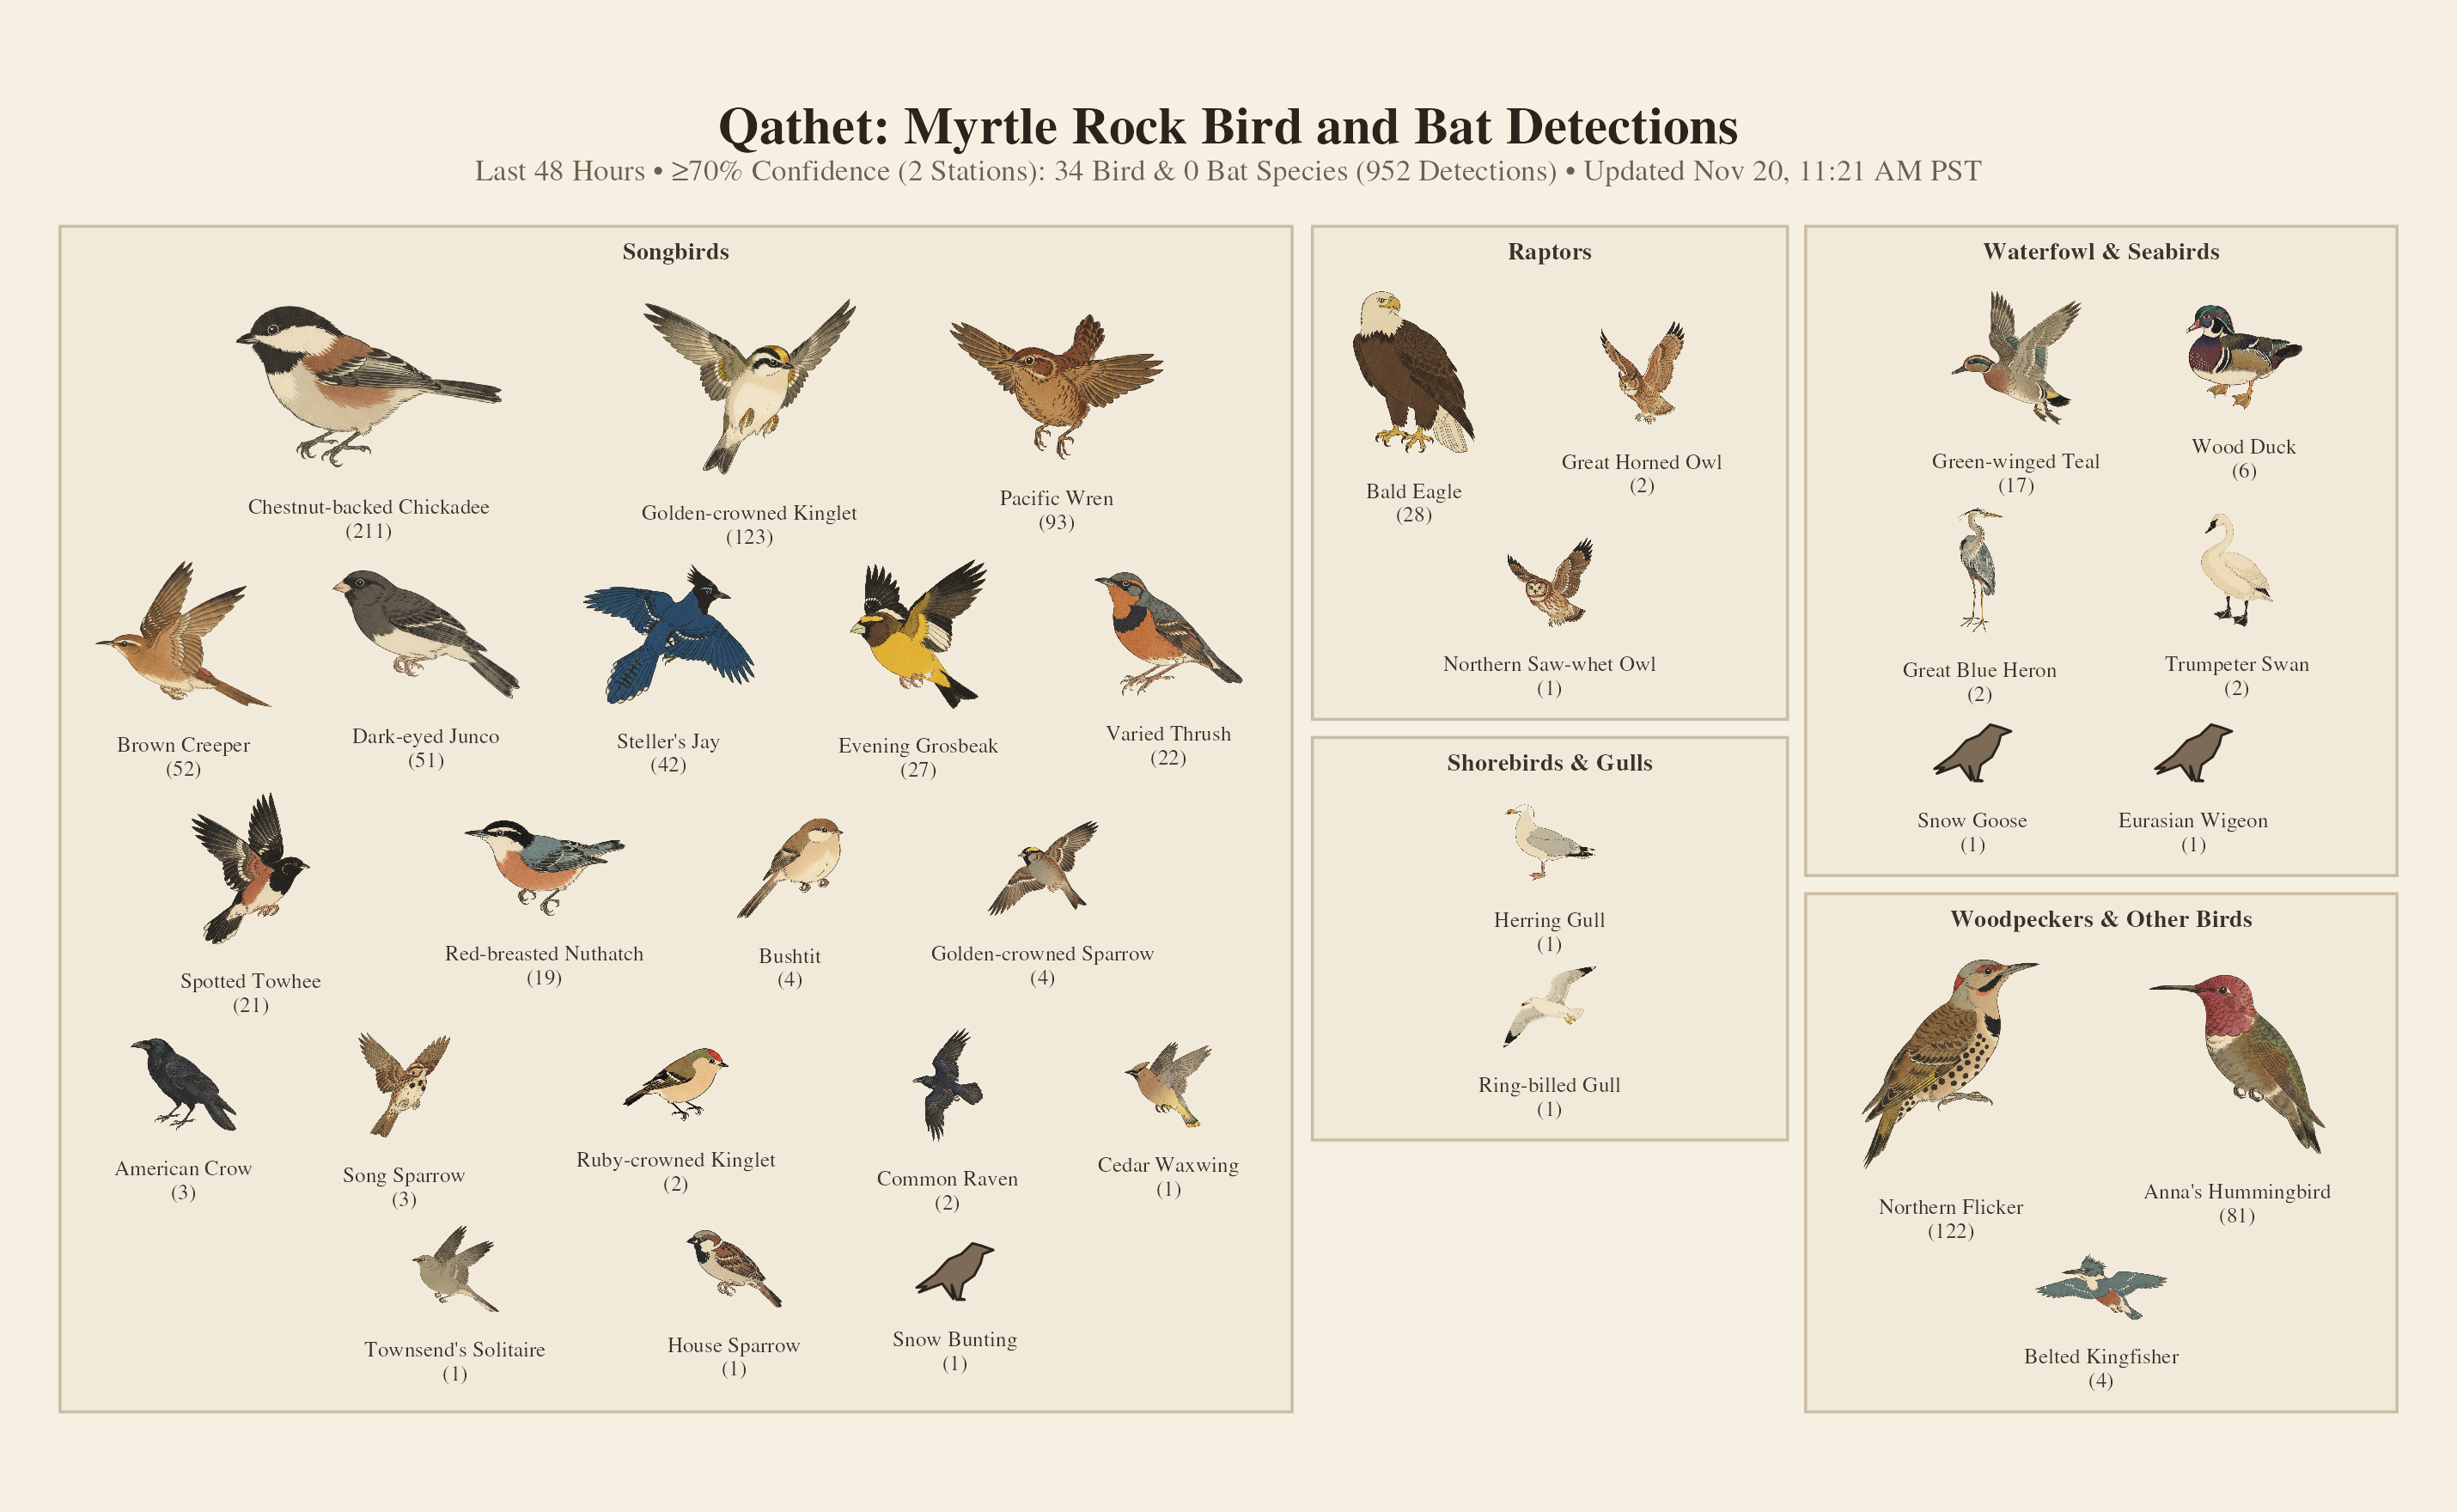 Qathet: Myrtle Rock Bird and Bat Detections
Last 48 Hours • ≥70% Confidence (2 Stations): 34 Bird & 0 Bat Species (952 Detections) • Updated Nov 20, 11:21 AM PST
Songbirds
Chestnut-backed Chickadee
(211)
Golden-crowned Kinglet
(123)
Pacific Wren
(93)
Brown Creeper
(52)
Dark-eyed Junco
(51)
Steller's Jay
(42)
Evening Grosbeak
(27)
Varied Thrush
(22)
Spotted Towhee
(21)
Red-breasted Nuthatch
(19)
Bushtit
(4)
Golden-crowned Sparrow
(4)
American Crow
(3)
Song Sparrow
(3)
Ruby-crowned Kinglet
(2)
Common Raven
(2)
Cedar Waxwing
(1)
Townsend's Solitaire
(1)
House Sparrow
(1)
Snow Bunting
(1)
Raptors
Bald Eagle
(28)
Great Horned Owl
(2)
Northern Saw-whet Owl
(1)
Shorebirds & Gulls
Herring Gull
(1)
Ring-billed Gull
(1)
Waterfowl & Seabirds
Green-winged Teal
(17)
Wood Duck
(6)
Great Blue Heron
(2)
Trumpeter Swan
(2)
Snow Goose
(1)
Eurasian Wigeon
(1)
Woodpeckers & Other Birds
Northern Flicker
(122)
Anna's Hummingbird
(81)
Belted Kingfisher
(4)